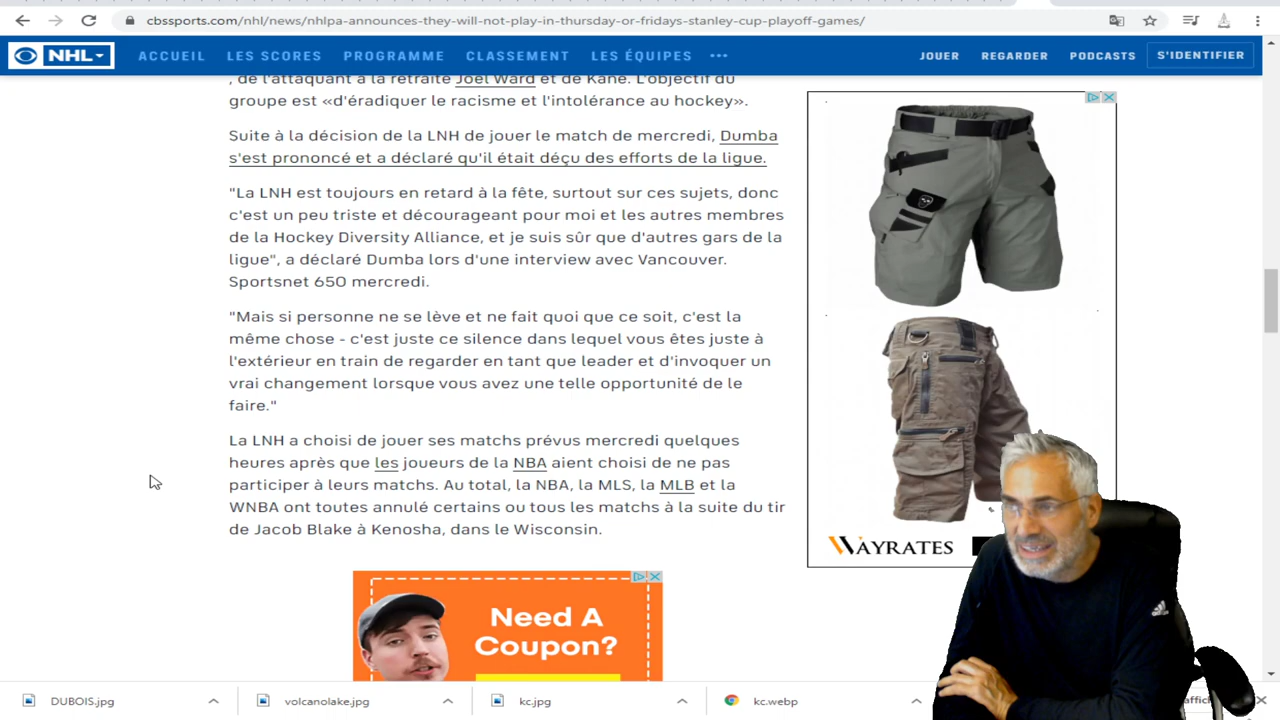 cbssports.com/nhl/news/nhlpa-announces-they-will-not-play-in-thursday-or-fridays-stanley-cup-playoff-games/
NHL
ACCUEIL LES SCORES PROGRAMME CLASSEMENT LES ÉQUIPES ••• JOUER REGARDER PODCASTS S'IDENTIFIER
, de l'attaquant à la retraite Joel Ward et de Kane. L'objectif du
groupe est «d'éradiquer le racisme et l'intolérance au hockey».
Suite à la décision de la LNH de jouer le match de mercredi, Dumba
s'est prononcé et a déclaré qu'il était déçu des efforts de la ligue.
"La LNH est toujours en retard à la fête, surtout sur ces sujets, donc
c'est un peu triste et décourageant pour moi et les autres membres
de la Hockey Diversity Alliance, et je suis sûr que d'autres gars de la
ligue", a déclaré Dumba lors d'une interview avec Vancouver.
Sportsnet 650 mercredi.
"Mais si personne ne se lève et ne fait quoi que ce soit, c'est la
même chose - c'est juste ce silence dans lequel vous êtes juste à
l'extérieur en train de regarder en tant que leader et d'invoquer un
vrai changement lorsque vous avez une telle opportunité de le
faire."
La LNH a choisi de jouer ses matchs prévus mercredi quelques
heures après que les joueurs de la NBA aient choisi de ne pas
participer à leurs matchs. Au total, la NBA, la MLS, la MLB et la
WNBA ont toutes annulé certains ou tous les matchs à la suite du tir
de Jacob Blake à Kenosha, dans le Wisconsin.
WAYRATES
Need A
Coupon?
DUBOIS.jpg volcanolake.jpg kc.jpg kc.webp